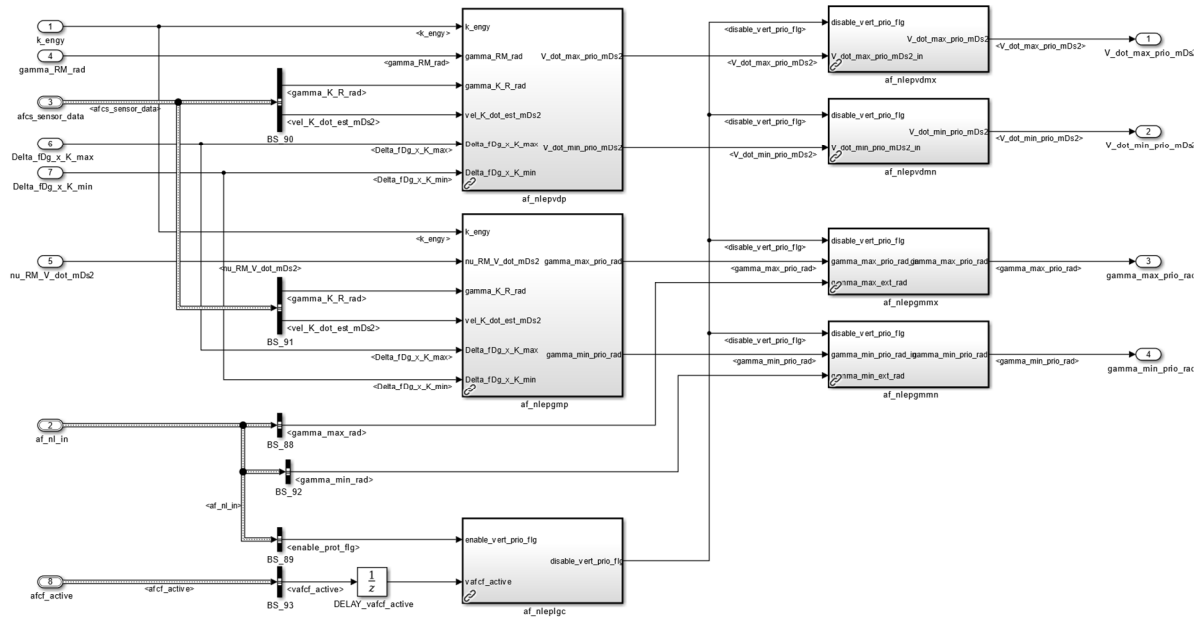 1
k_engy
4
gamma_RM_rad
3
afcs_sensor_data
6
Delta_fDg_x_K_max
7
Delta_fDg_x_K_min
5
nu_RM_V_dot_mDs2
2
af_nl_in
8
afcf_active
<afcs_sensor_data>
<gamma_K_R_rad>
<vel_K_dot_est_mDs2>
BS_90
<k_engy>
<gamma_RM_rad>
<Delta_fDg_x_K_max>
<Delta_fDg_x_K_min>
k_engy
gamma_RM_rad
gamma_K_R_rad
vel_K_dot_est_mDs2
Delta_fDg_x_K_max
Delta_fDg_x_K_min
V_dot_max_prio_mDs2
V_dot_min_prio_mDs2
af_nlepvdp
<k_engy>
<nu_RM_V_dot_mDs2>
<gamma_K_R_rad>
<vel_K_dot_est_mDs2>
BS_91
<Delta_fDg_x_K_max>
<Delta_fDg_x_K_min>
k_engy
nu_RM_V_dot_mDs2
gamma_K_R_rad
vel_K_dot_est_mDs2
Delta_fDg_x_K_max
Delta_fDg_x_K_min
gamma_max_prio_rad
gamma_min_prio_rad
af_nlepgmp
<gamma_max_rad>
BS_88
<gamma_min_rad>
BS_92
<af_nl_in>
<enable_prot_flg>
BS_89
<afcf_active>
<vafcf_active>
BS_93
1
z
DELAY_vafcf_active
enable_vert_prio_flg
vafcf_active
disable_vert_prio_flg
af_nleplgc
<disable_vert_prio_flg>
<V_dot_max_prio_mDs2>
disable_vert_prio_flg
V_dot_max_prio_mDs2_in
V_dot_max_prio_mDs2
af_nlepvdmx
<V_dot_max_prio_mDs2>
1
V_dot_max_prio_mDs
<disable_vert_prio_flg>
<V_dot_min_prio_mDs2>
disable_vert_prio_flg
V_dot_min_prio_mDs2_in
V_dot_min_prio_mDs2
af_nlepvdmn
<V_dot_min_prio_mDs2>
2
V_dot_min_prio_mDs2
<disable_vert_prio_flg>
<gamma_max_prio_rad>
disable_vert_prio_flg
gamma_max_prio_rad_in
gamma_max_ext_rad
gamma_max_prio_rad
af_nlepgmmx
<gamma_max_prio_rad>
3
gamma_max_prio_rad
<disable_vert_prio_flg>
<gamma_min_prio_rad>
disable_vert_prio_flg
gamma_min_prio_rad_in
gamma_min_ext_rad
gamma_min_prio_rad
af_nlepgmmn
<gamma_min_prio_rad>
4
gamma_min_prio_rad